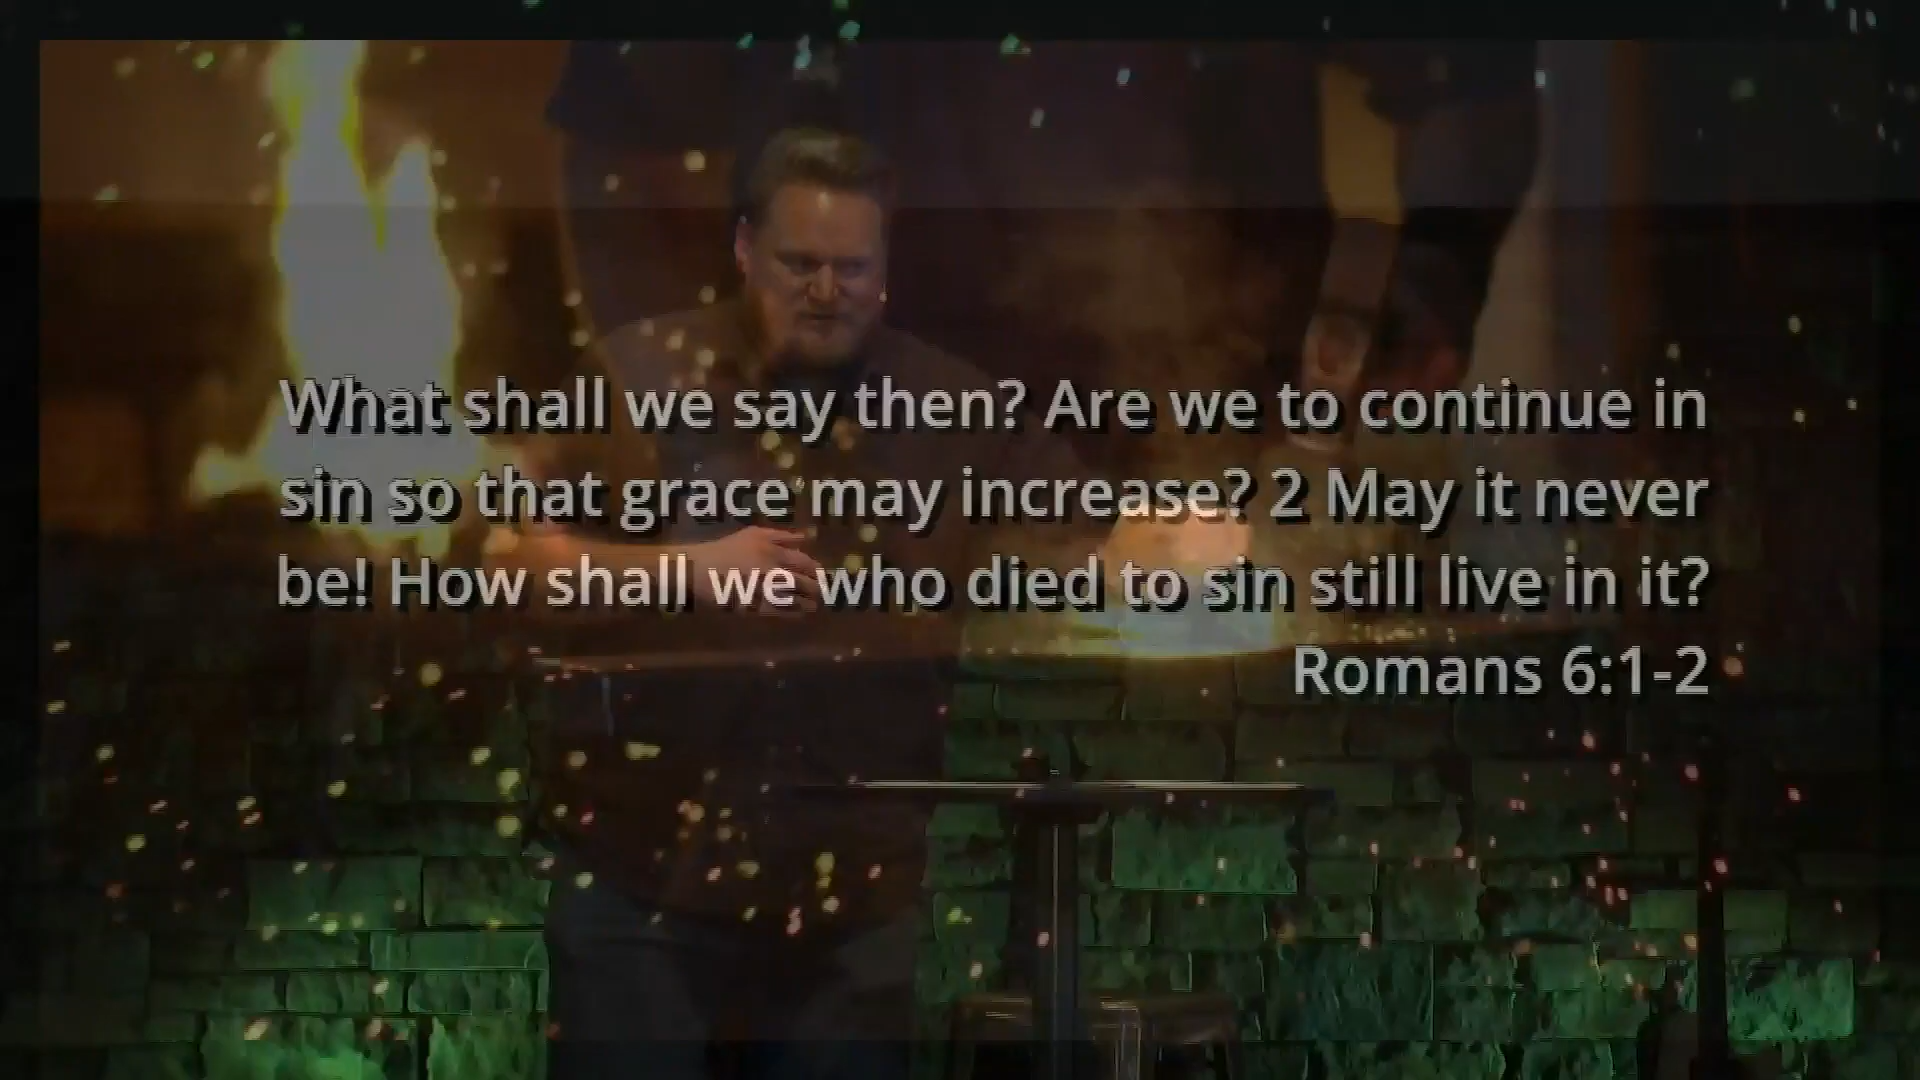 What shall we say then? Are we to continue in
sin so that grace may increase? 2 May it never
be! How shall we who died to sin still live in it?
Romans 6:1-2